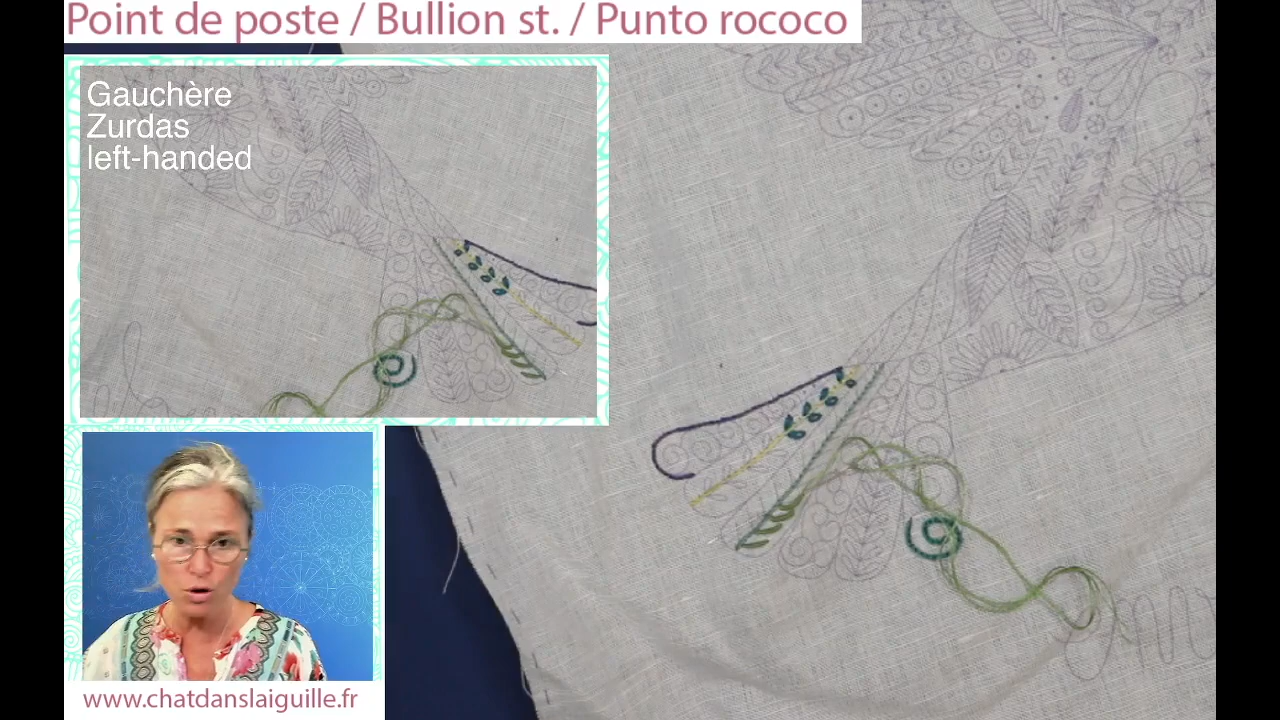 Point de poste / Bullion st. / Punto rococo
Gauchère
Zurdas
left-handed
www.chatdanslaiguille.fr